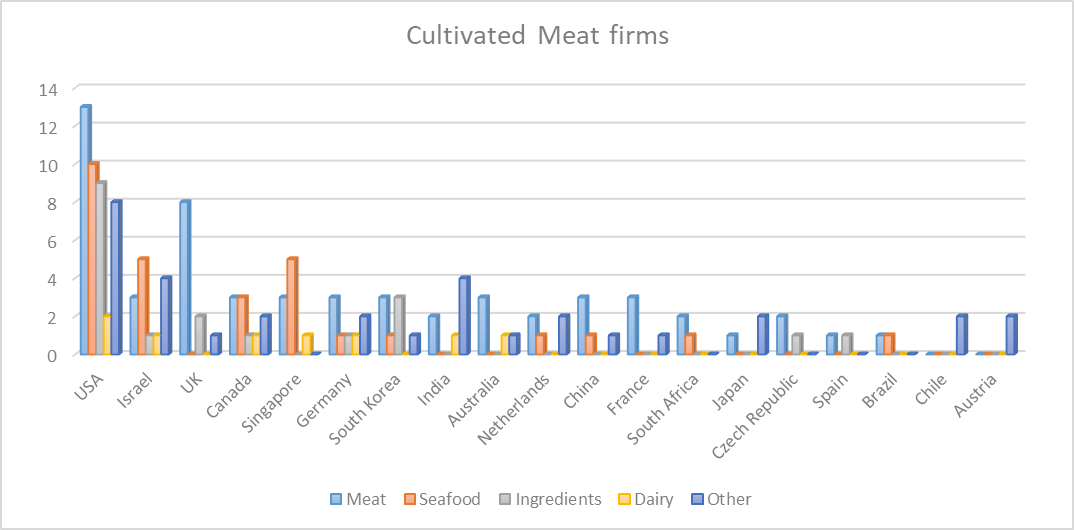 Cultivated Meat firms
14
12
10
8
6
4
2
0
USA
Israel
UK
Canada
Singapore
Germany
South Korea
India
Australia
Netherlands
China
France
South Africa
Japan
Czech Republic
Spain
Brazil
Chile
Austria
Meat Seafood Ingredients Dairy Other